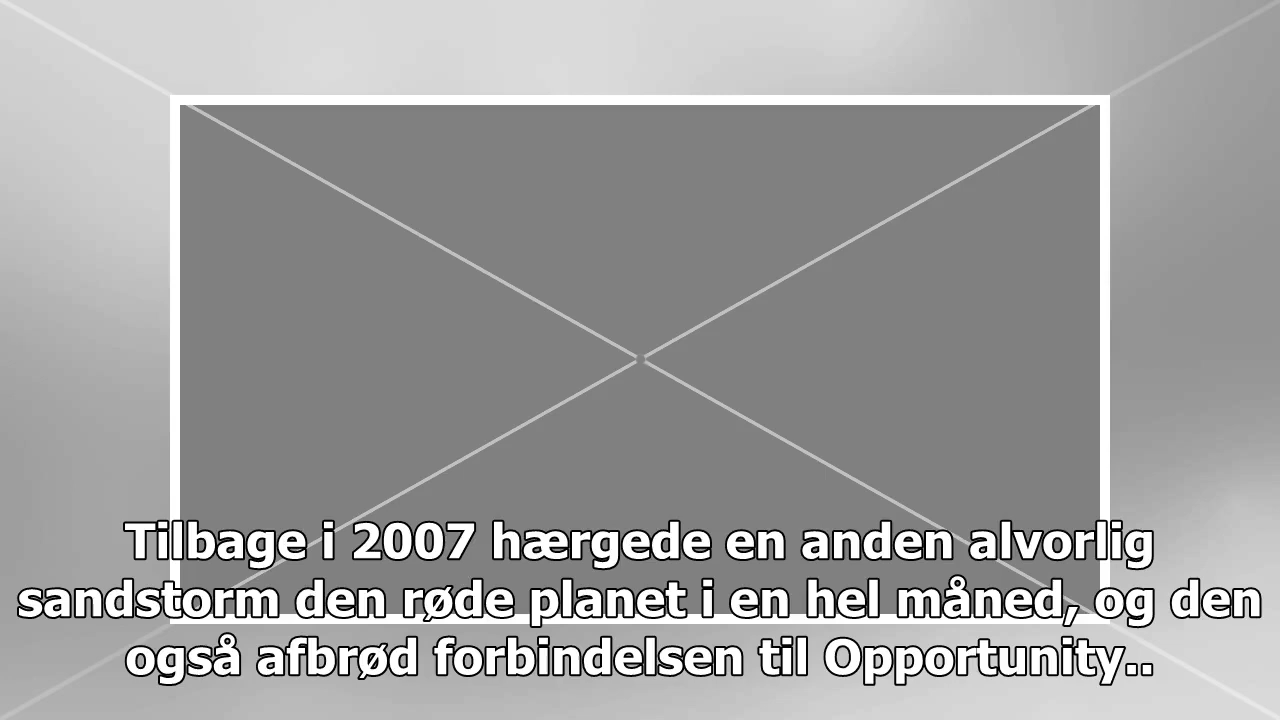 Tilbage i 2007 hærgede en anden alvorlig
sandstorm den røde planet i en hel måned, og den
også afbrød forbindelsen til Opportunity..